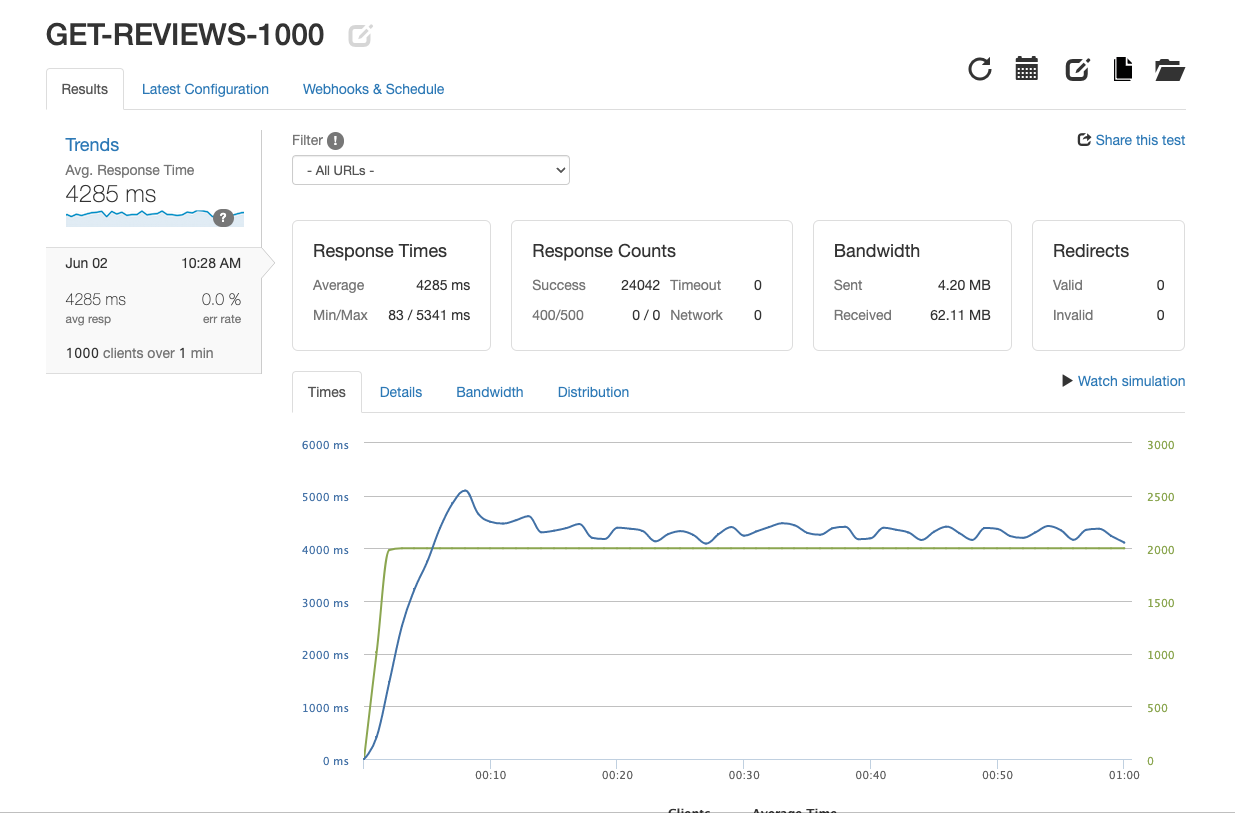 GET-REVIEWS-1000
Results Latest Configuration Webhooks & Schedule
Trends
Avg. Response Time
4285 ms
?
Jun 02 10:28 AM
4285 ms 0.0 %
avg resp err rate
1000 clients over 1 min
Filter !
- All URLs -
Share this test
Response Times
Average 4285 ms
Min/Max 83 / 5341 ms
Response Counts
Success 24042 Timeout 0
400/500 0 / 0 Network 0
Bandwidth
Sent 4.20 MB
Received 62.11 MB
Redirects
Valid 0
Invalid 0
Times Details Bandwidth Distribution
Watch simulation
6000 ms 3000
5000 ms 2500
4000 ms 2000
3000 ms 1500
2000 ms 1000
1000 ms 500
0 ms 0
00:10 00:20 00:30 00:40 00:50 01:00
Clients Average Time